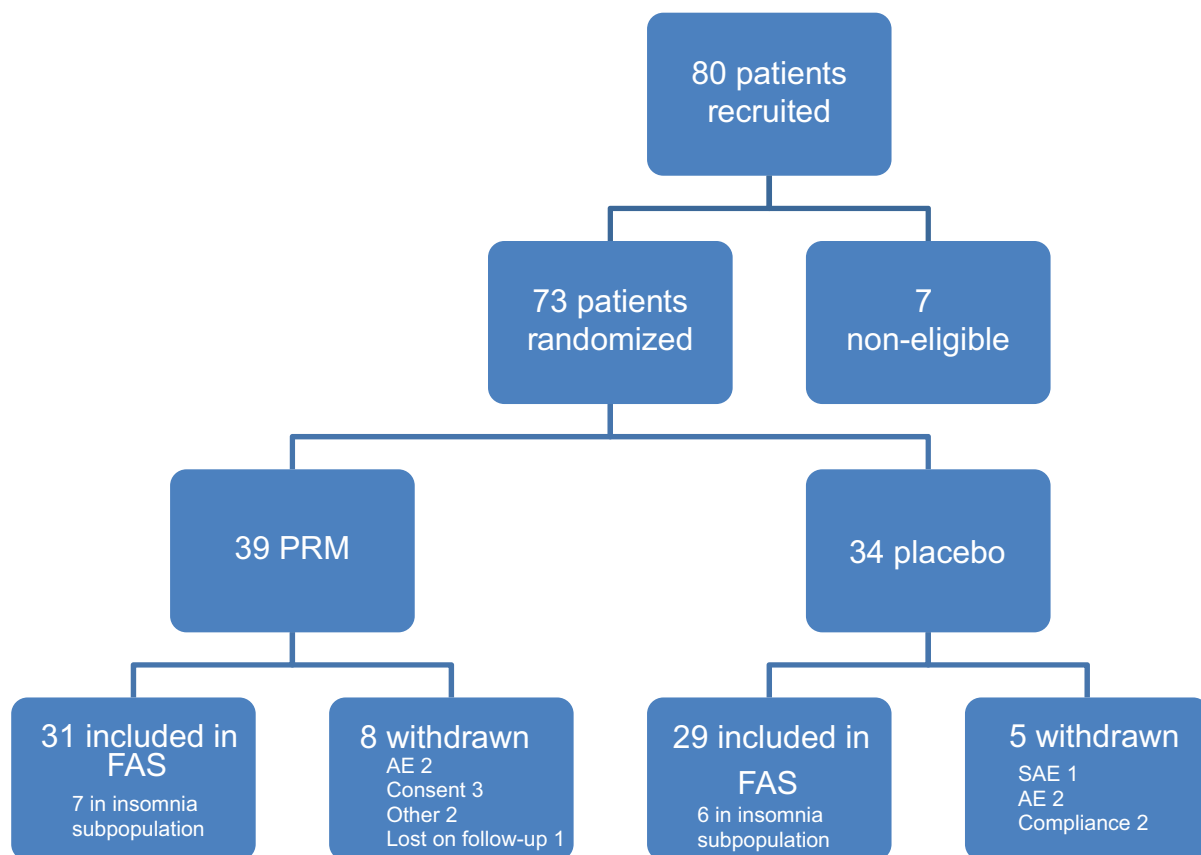 80 patients
recruited
73 patients
randomized
7
non-eligible
39 PRM
34 placebo
31 included in
FAS
7 in insomnia
subpopulation
8 withdrawn
AE 2
Consent 3
Other 2
Lost on follow-up 1
29 included in
FAS
6 in insomnia
subpopulation
5 withdrawn
SAE 1
AE 2
Compliance 2